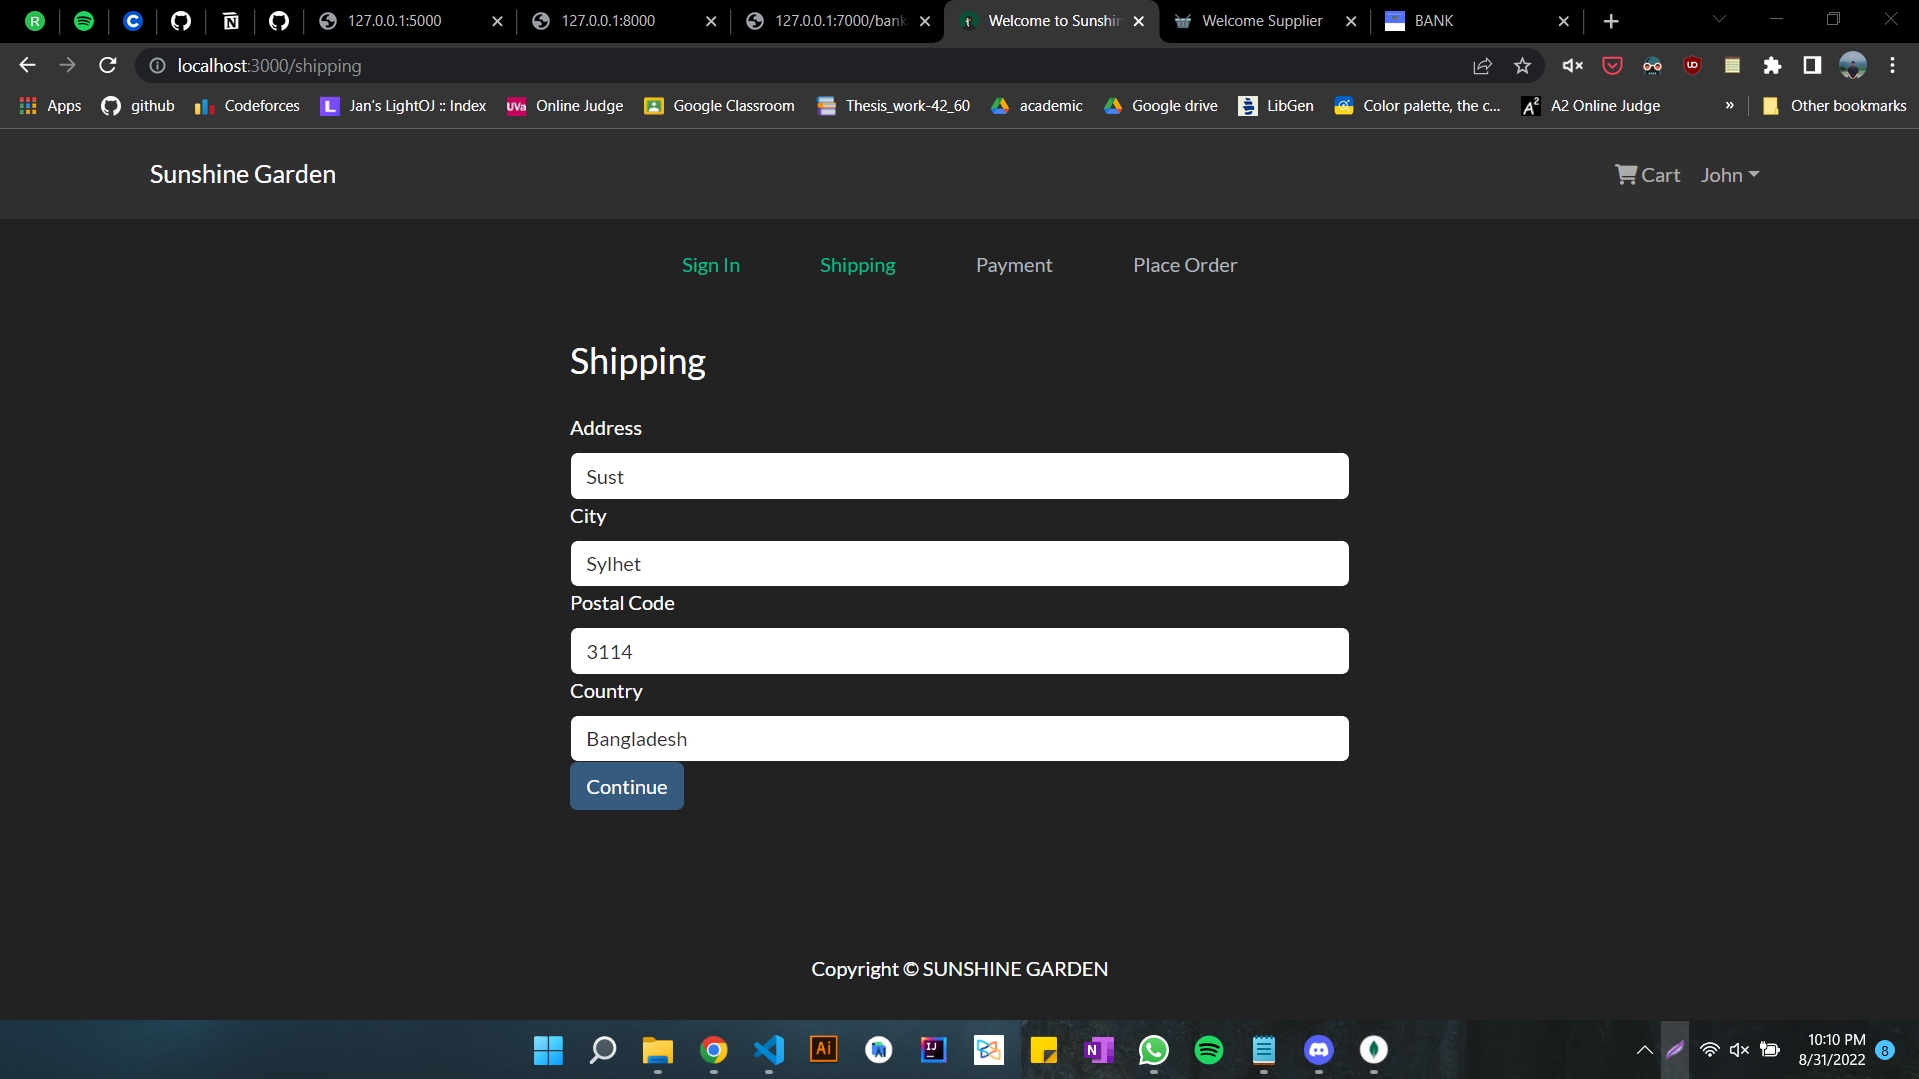 127.0.0.1:5000
127.0.0.1:8000
127.0.0.1:7000/bank
Welcome to Sunshin
Welcome Supplier
BANK
localhost:3000/shipping
Apps
github
Codeforces
L
Jan's LightOJ :: Index
UVa
Online Judge
Google Classroom
Thesis_work-42_60
academic
Google drive
LibGen
Color palette, the c...
A2 Online Judge
»
Other bookmarks
Sunshine Garden
Cart
John
Sign In
Shipping
Payment
Place Order
Shipping
Address
Sust
City
Sylhet
Postal Code
3114
Country
Bangladesh
Continue
Copyright © SUNSHINE GARDEN
Ai
IJ
N
10:10 PM
8/31/2022
8